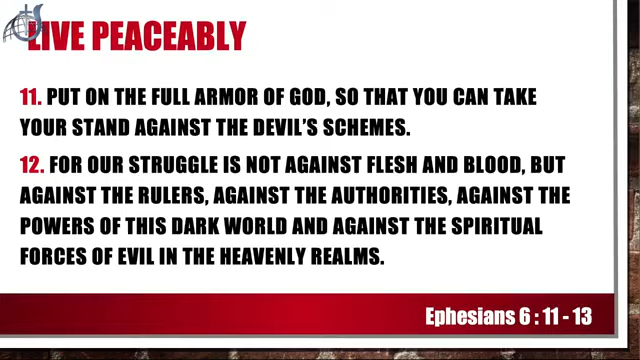 LIVE PEACEABLY
11. PUT ON THE FULL ARMOR OF GOD, SO THAT YOU CAN TAKE
YOUR STAND AGAINST THE DEVIL'S SCHEMES.
12. FOR OUR STRUGGLE IS NOT AGAINST FLESH AND BLOOD, BUT
AGAINST THE RULERS, AGAINST THE AUTHORITIES, AGAINST THE
POWERS OF THIS DARK WORLD AND AGAINST THE SPIRITUAL
FORCES OF EVIL IN THE HEAVENLY REALMS.
Ephesians 6 : 11 - 13